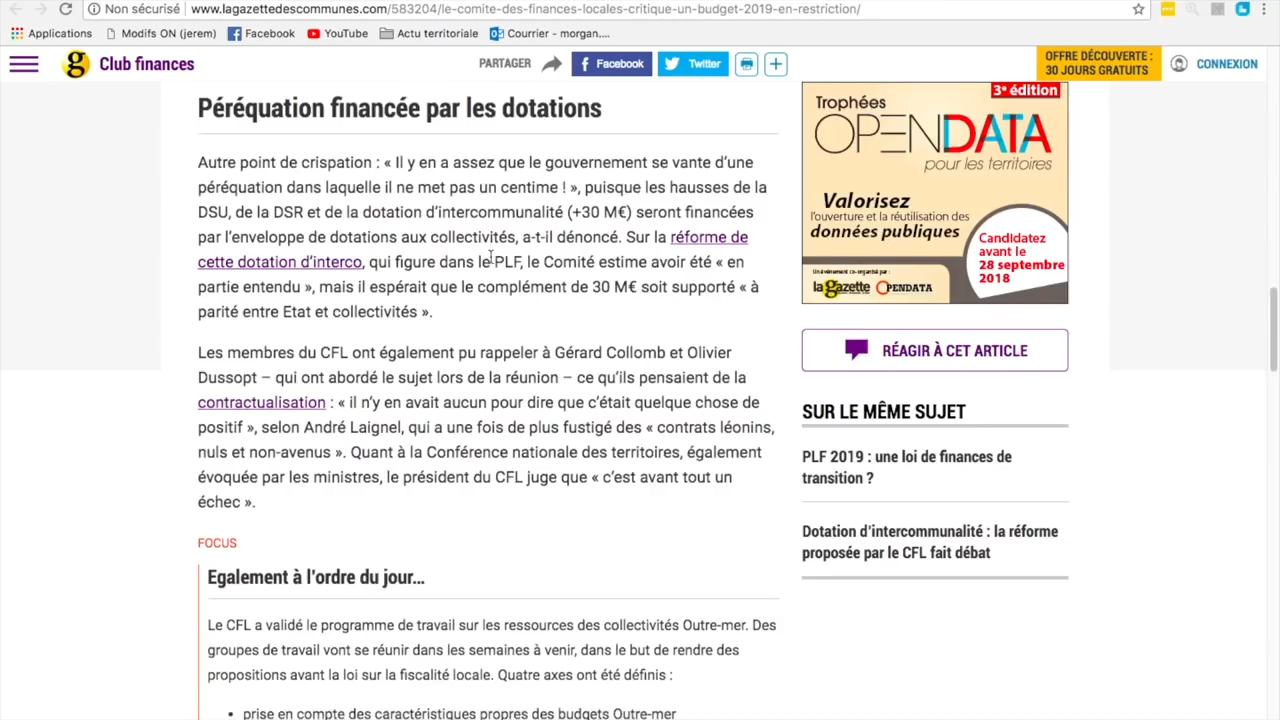 Non sécurisé
www.lagazettedescommunes.com/583204/le-comite-des-finances-locales-critique-un-budget-2019-en-restriction/
Applications
Modifs ON (jerem)
Facebook
YouTube
Actu territoriale
Courrier - morgan....
g
Club finances
PARTAGER
Facebook
Twitter
OFFRE DÉCOUVERTE :
30 JOURS GRATUITS
CONNEXION
Péréquation financée par les dotations
Autre point de crispation : « Il y en a assez que le gouvernement se vante d'une
péréquation dans laquelle il ne met pas un centime ! », puisque les hausses de la
DSU, de la DSR et de la dotation d'intercommunalité (+30 M€) seront financées
par l'enveloppe de dotations aux collectivités, a-t-il dénoncé. Sur la réforme de
cette dotation d'interco, qui figure dans le PLF, le Comité estime avoir été « en
partie entendu », mais il espérait que le complément de 30 M€ soit supporté « à
parité entre Etat et collectivités ».
Les membres du CFL ont également pu rappeler à Gérard Collomb et Olivier
Dussopt – qui ont abordé le sujet lors de la réunion – ce qu'ils pensaient de la
contractualisation : « il n'y en avait aucun pour dire que c'était quelque chose de
positif », selon André Laignel, qui a une fois de plus fustigé des « contrats léonins,
nuls et non-avenus ». Quant à la Conférence nationale des territoires, également
évoquée par les ministres, le président du CFL juge que « c'est avant tout un
échec ».
FOCUS
Egalement à l'ordre du jour...
Le CFL a validé le programme de travail sur les ressources des collectivités Outre-mer. Des
groupes de travail vont se réunir dans les semaines à venir, dans le but de rendre des
propositions avant la loi sur la fiscalité locale. Quatre axes ont été définis :
• prise en compte des caractéristiques propres des budgets Outre-mer
3e édition
Trophées
OPENDATA
pour les territoires
Valorisez
l'ouverture et la réutilisation des
données publiques
Candidatez
avant le
28 septembre
2018
Un événement co-organisé par :
la gazette
OPENDATA
RÉAGIR À CET ARTICLE
SUR LE MÊME SUJET
PLF 2019 : une loi de finances de
transition ?
Dotation d'intercommunalité : la réforme
proposée par le CFL fait débat